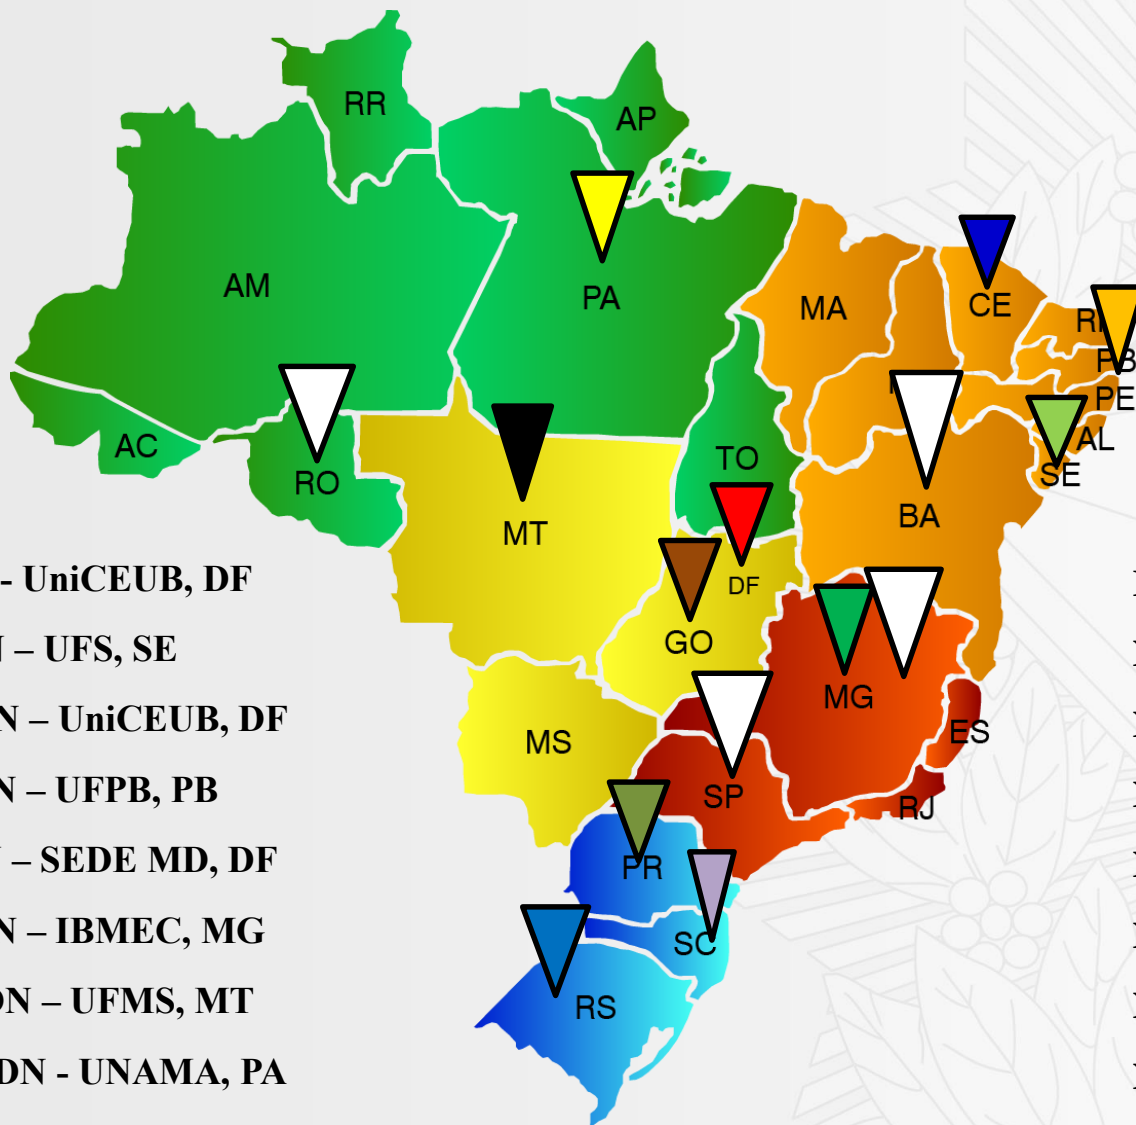 RR
AP
AM
PA
MA
CE
PB
PE
AC
TO
AL
RO
SE
BA
MT
DF
- UniCEUB, DF
GO
– UFS, SE
MG
N – UniCEUB, DF
ES
MS
N – UFPB, PB
SP
RJ
– SEDE MD, DF
PR
N – IBMEC, MG
SC
DN – UFMS, MT
RS
DN - UNAMA, PA